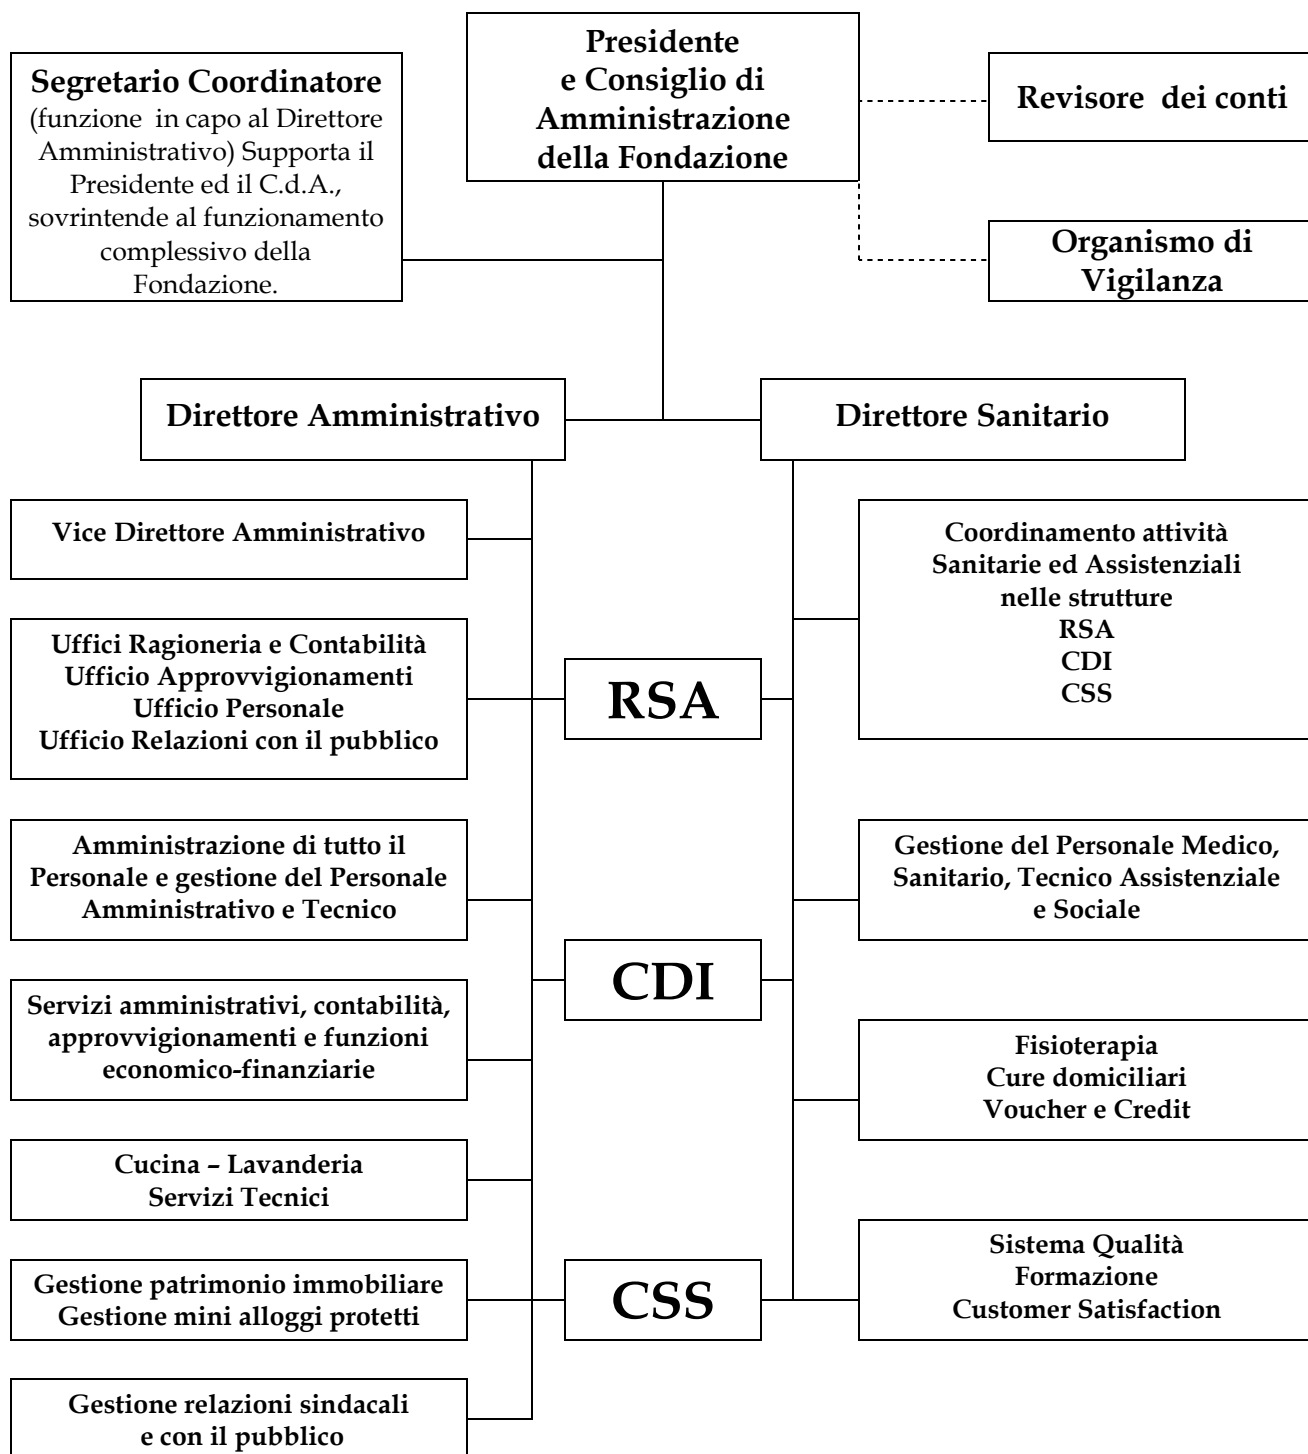 Presidente
e Consiglio di
Amministrazione
della Fondazione
Segretario Coordinatore
(funzione in capo al Direttore
Amministrativo) Supporta il
Presidente ed il C.d.A.,
sovrintende al funzionamento
complessivo della
Fondazione.
Revisore dei conti
Organismo di
Vigilanza
Direttore Amministrativo
Direttore Sanitario
Vice Direttore Amministrativo
Uffici Ragioneria e Contabilità
Ufficio Approvvigionamenti
Ufficio Personale
Ufficio Relazioni con il pubblico
Amministrazione di tutto il
Personale e gestione del Personale
Amministrativo e Tecnico
Servizi amministrativi, contabilità,
approvvigionamenti e funzioni
economico-finanziarie
Cucina – Lavanderia
Servizi Tecnici
Gestione patrimonio immobiliare
Gestione mini alloggi protetti
Gestione relazioni sindacali
e con il pubblico
RSA
CDI
CSS
Coordinamento attività
Sanitarie ed Assistenziali
nelle strutture
RSA
CDI
CSS
Gestione del Personale Medico,
Sanitario, Tecnico Assistenziale
e Sociale
Fisioterapia
Cure domiciliari
Voucher e Credit
Sistema Qualità
Formazione
Customer Satisfaction